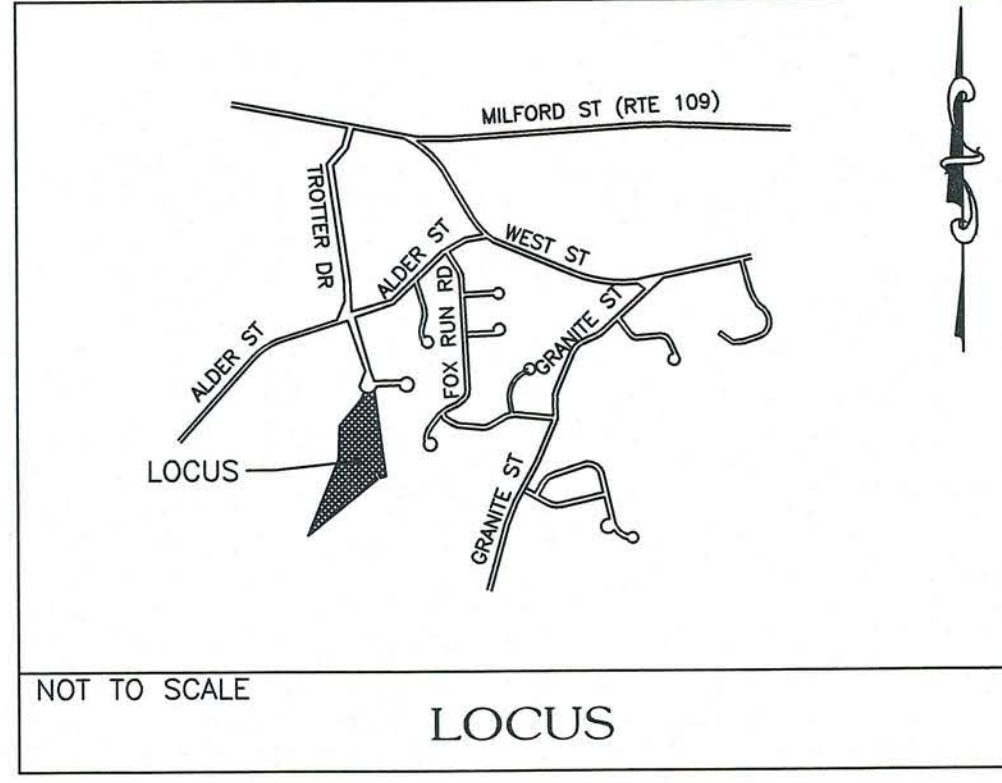 MILFORD ST (RTE 109)
TROTTER DR
ALDER ST
WEST ST
FOX RUN RD
GRANITE ST
ALDER ST
LOCUS
GRANITE ST
NOT TO SCALE
LOCUS